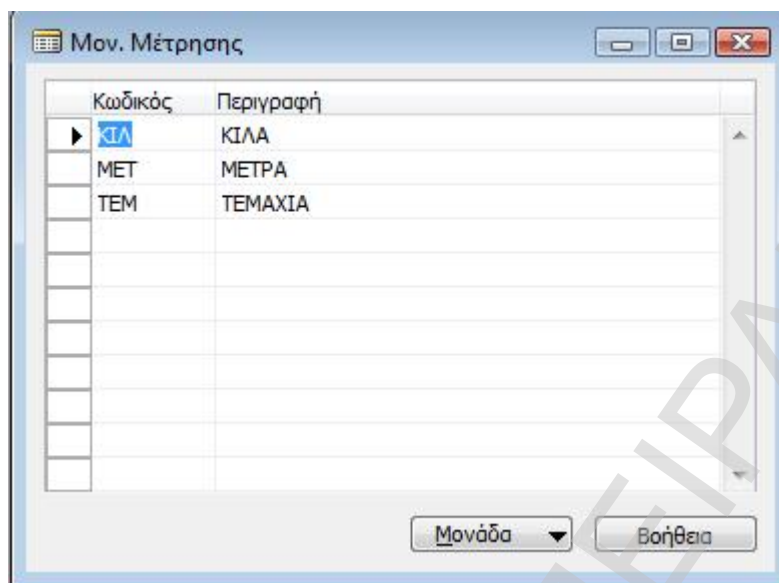 Μον. Μέτρησης
Κωδικός Περιγραφή
ΚΙΛ ΚΙΛΑ
ΜΕΤ ΜΕΤΡΑ
ΤΕΜ ΤΕΜΑΧΙΑ
Μονάδα Βοήθεια